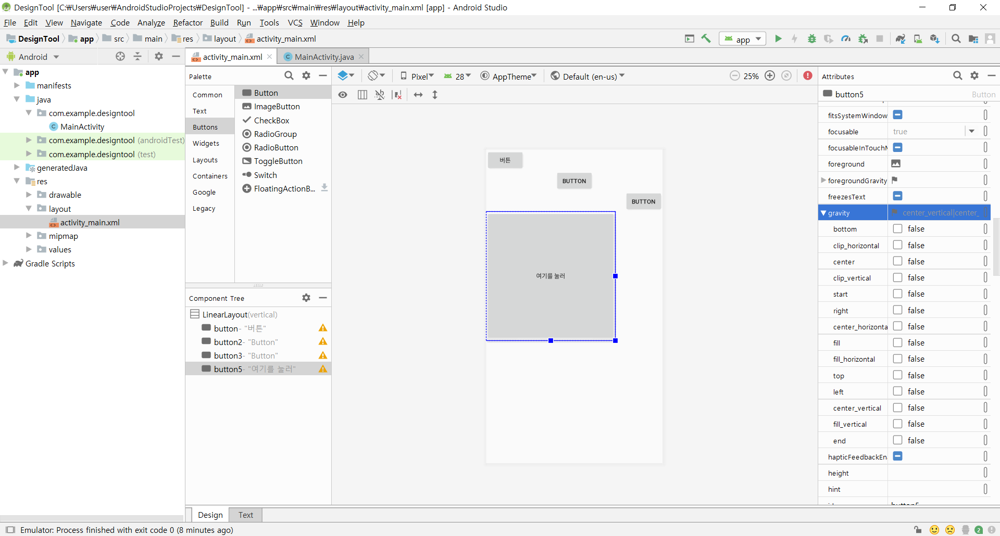 DesignTool [C:₩Users₩user₩AndroidStudioProjects₩DesignTool] - ...₩app₩src₩main₩res₩layout₩activity_main.xml [app] - Android Studio
File Edit View Navigate Code Analyze Refactor Build Run Tools VCS Window Help
DesignTool app src main res layout activity_main.xml
app
Android
activity_main.xml
MainActivity.java
app
manifests
java
com.example.designtool
MainActivity
com.example.designtool (androidTest)
com.example.designtool (test)
generatedJava
res
drawable
layout
activity_main.xml
mipmap
values
Gradle Scripts
Palette
Common
Text
Buttons
Widgets
Layouts
Containers
Google
Legacy
Button
ImageButton
CheckBox
RadioGroup
RadioButton
ToggleButton
Switch
FloatingActionB...
Component Tree
LinearLayout(vertical)
button- "버튼"
button2- "Button"
button3- "Button"
button5- "여기를 눌러"
Pixel 28 AppTheme Default (en-us) 25%
버튼
BUTTON
BUTTON
여기를 눌러
Attributes
button5 Button
fitsSystemWindow
focusable true
focusableInTouchM
foreground
foregroundGravity
freezesText
gravity center_vertical|center_
bottom false
clip_horizontal false
center false
clip_vertical false
start false
right false
center_horizonta false
fill false
fill_horizontal false
top false
left false
center_vertical false
fill_vertical false
end false
hapticFeedbackEn
height
hint
Design Text
Emulator: Process finished with exit code 0 (8 minutes ago)
2